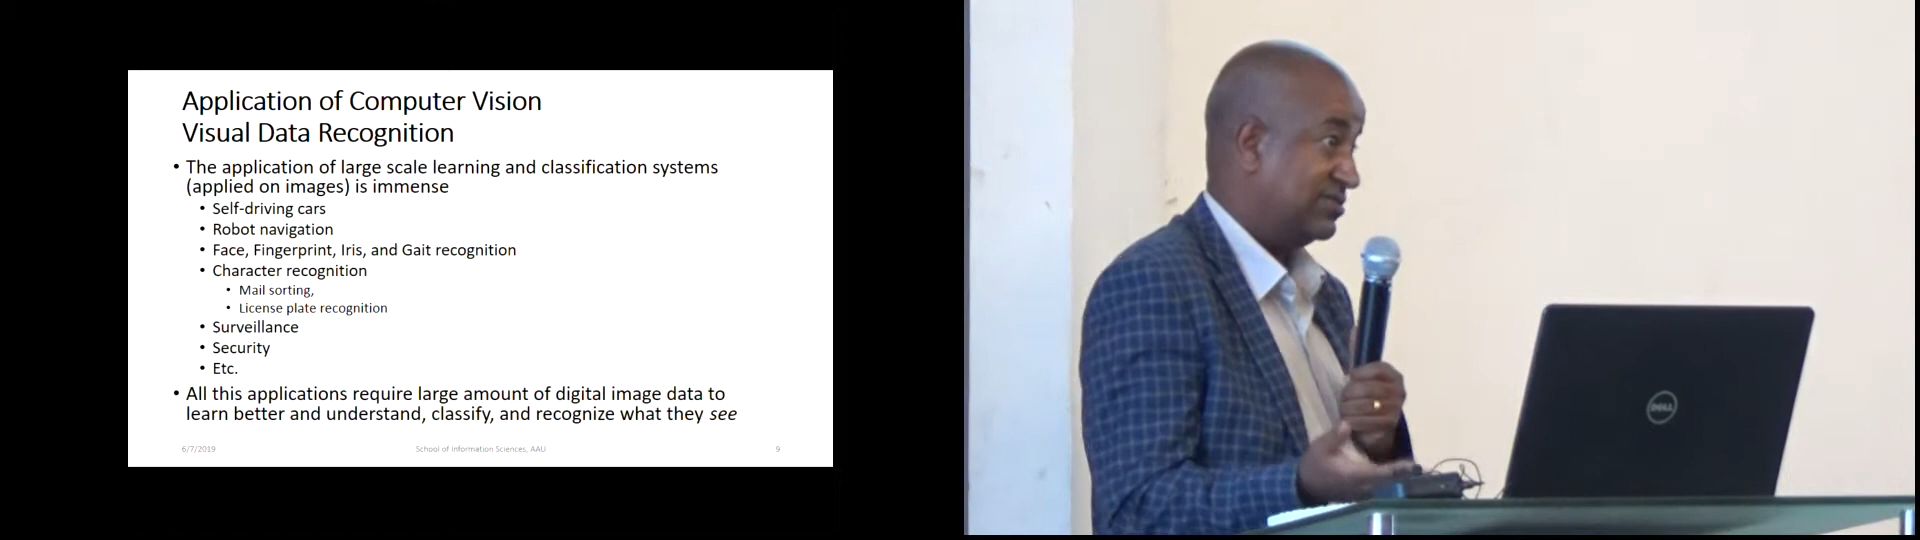 Application of Computer Vision
Visual Data Recognition
• The application of large scale learning and classification systems
(applied on images) is immense
• Self-driving cars
• Robot navigation
• Face, Fingerprint, Iris, and Gait recognition
• Character recognition
• Mail sorting,
• License plate recognition
• Surveillance
• Security
• Etc.
• All this applications require large amount of digital image data to
learn better and understand, classify, and recognize what they see
6/7/2019
School of Information Sciences, AAU
9
DELL